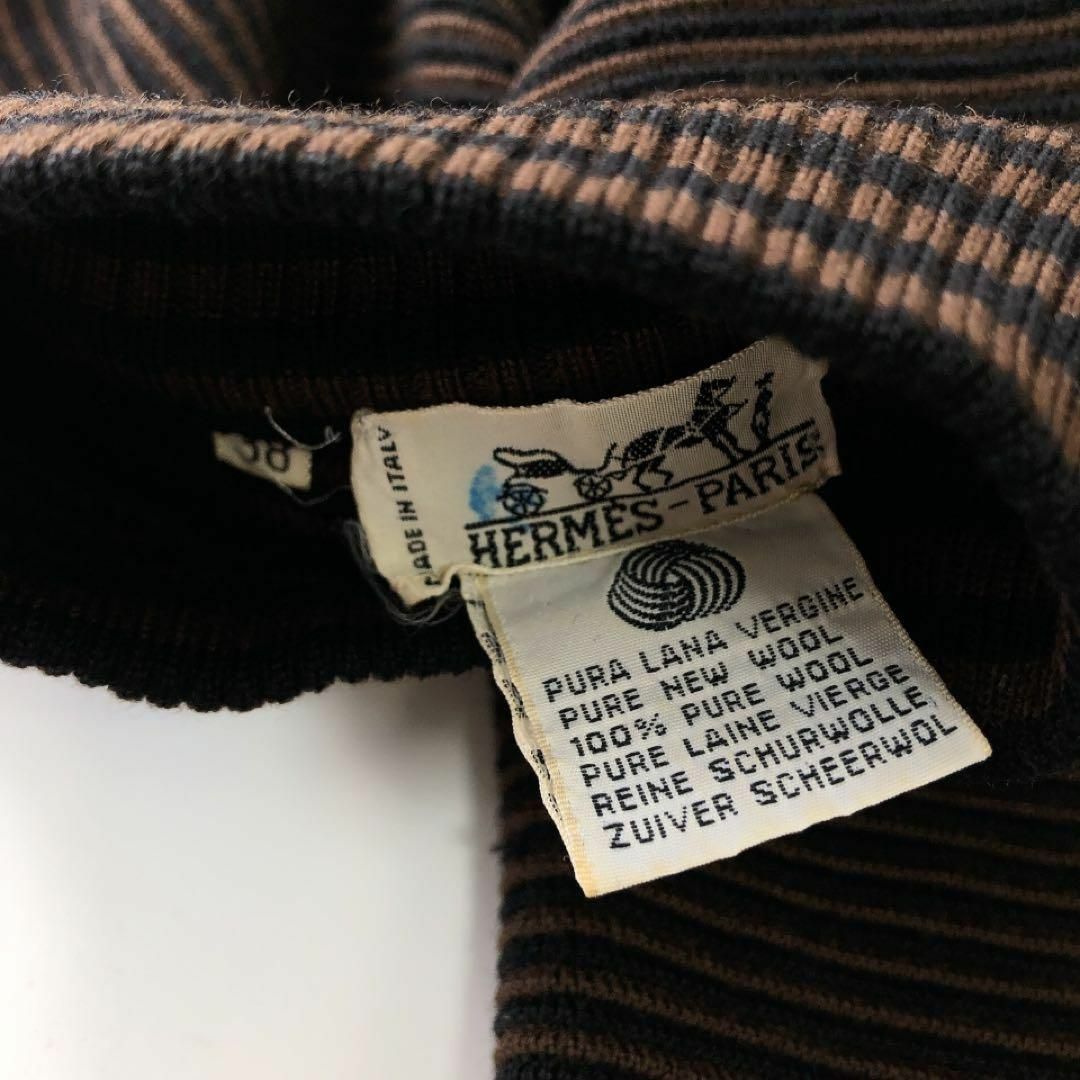 38
MADE IN ITALY
HERMÈS-PARIS
PURA LANA VERGINE
PURE NEW WOOL
100% PURE WOOL
PURE LAINE VIERGE
REINE SCHURWOLLE
ZUIVER SCHEERWOL